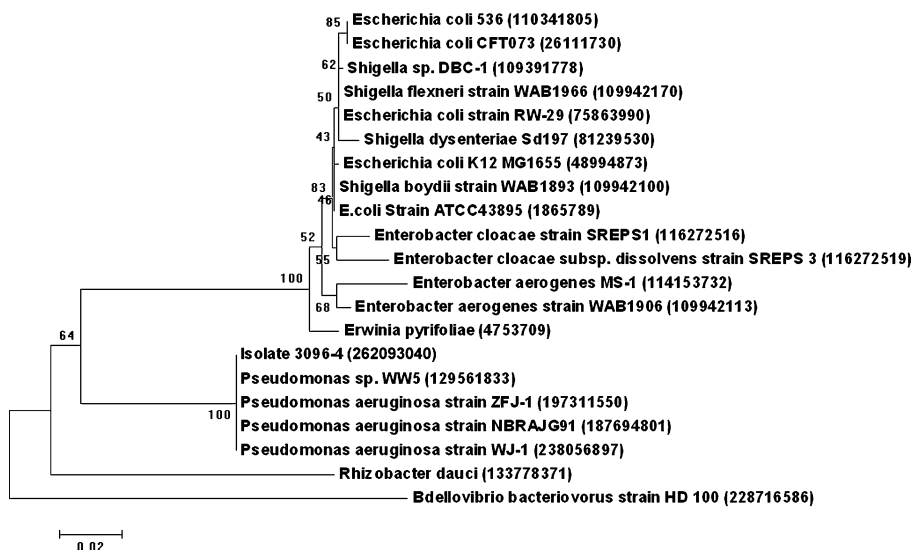 85
Escherichia coli 536 (110341805)
Escherichia coli CFT073 (26111730)
62
Shigella sp. DBC-1 (109391778)
50
Shigella flexneri strain WAB1966 (109942170)
Escherichia coli strain RW-29 (75863990)
43
Shigella dysenteriae Sd197 (81239530)
Escherichia coli K12 MG1655 (48994873)
83
Shigella boydii strain WAB1893 (109942100)
46
E.coli Strain ATCC43895 (1865789)
52
Enterobacter cloacae strain SREPS1 (116272516)
55
Enterobacter cloacae subsp. dissolvens strain SREPS 3 (116272519)
100
Enterobacter aerogenes MS-1 (114153732)
68
Enterobacter aerogenes strain WAB1906 (109942113)
Erwinia pyrifoliae (4753709)
64
Isolate 3096-4 (262093040)
Pseudomonas sp. WW5 (129561833)
Pseudomonas aeruginosa strain ZFJ-1 (197311550)
100
Pseudomonas aeruginosa strain NBRAJG91 (187694801)
Pseudomonas aeruginosa strain WJ-1 (238056897)
Rhizobacter dauci (133778371)
Bdellovibrio bacteriovorus strain HD 100 (228716586)
0.02